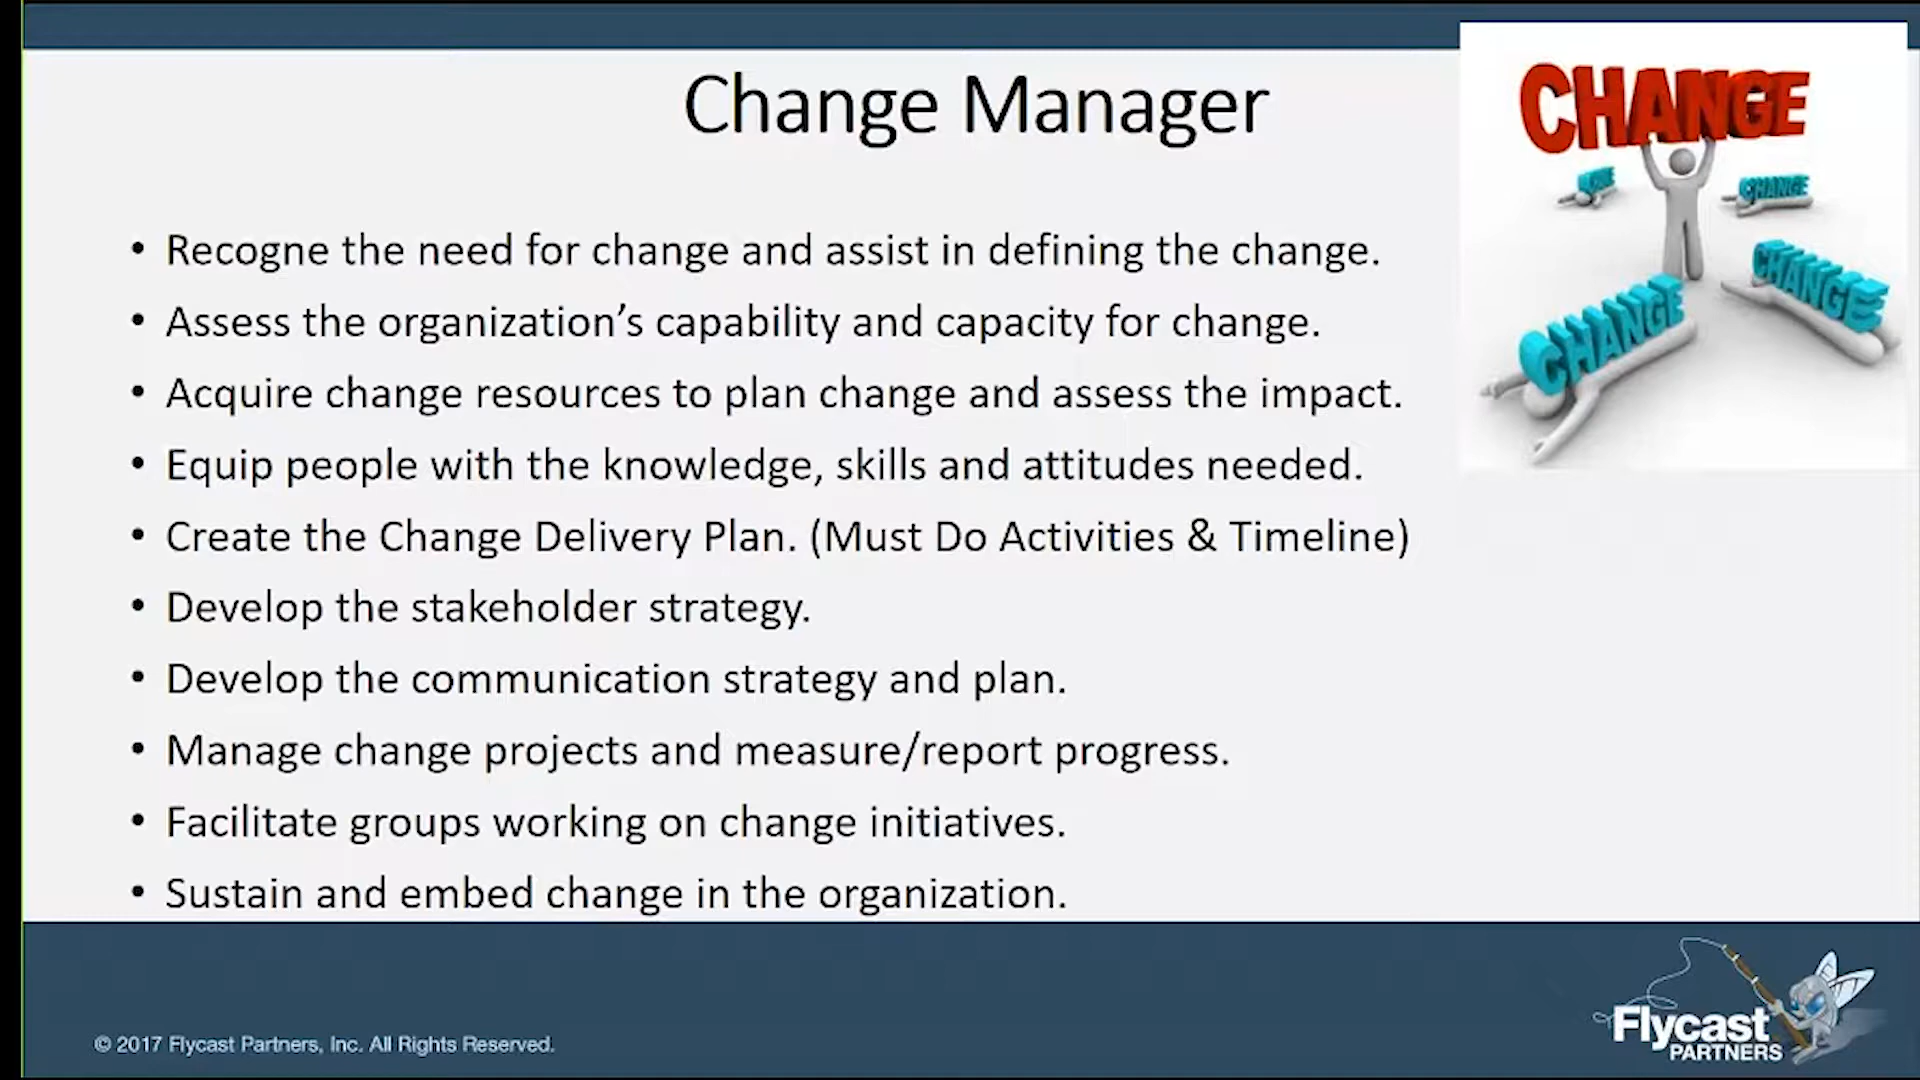 Change Manager
CHANGE
CHANGE
CHANGE
CHANGE
• Recogne the need for change and assist in defining the change.
• Assess the organization’s capability and capacity for change.
• Acquire change resources to plan change and assess the impact.
• Equip people with the knowledge, skills and attitudes needed.
• Create the Change Delivery Plan. (Must Do Activities & Timeline)
• Develop the stakeholder strategy.
• Develop the communication strategy and plan.
• Manage change projects and measure/report progress.
• Facilitate groups working on change initiatives.
• Sustain and embed change in the organization.
© 2017 Flycast Partners, Inc. All Rights Reserved.
Flycast
PARTNERS